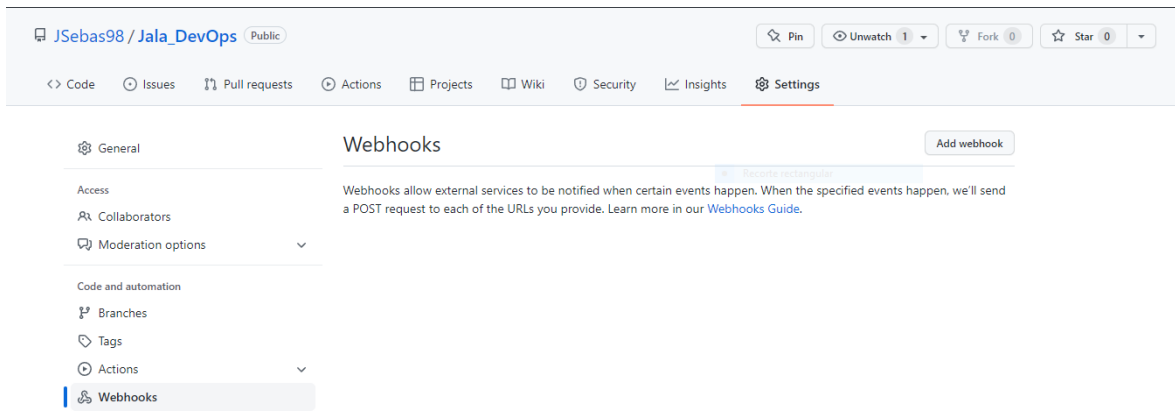 JSebas98 / Jala_DevOps Public
Pin Unwatch 1 Fork 0 Star 0
<> Code Issues Pull requests Actions Projects Wiki Security Insights Settings
General
Access
Collaborators
Moderation options
Code and automation
Branches
Tags
Actions
Webhooks
Webhooks
Add webhook
Recorte rectangular
Webhooks allow external services to be notified when certain events happen. When the specified events happen, we'll send
a POST request to each of the URLs you provide. Learn more in our Webhooks Guide.